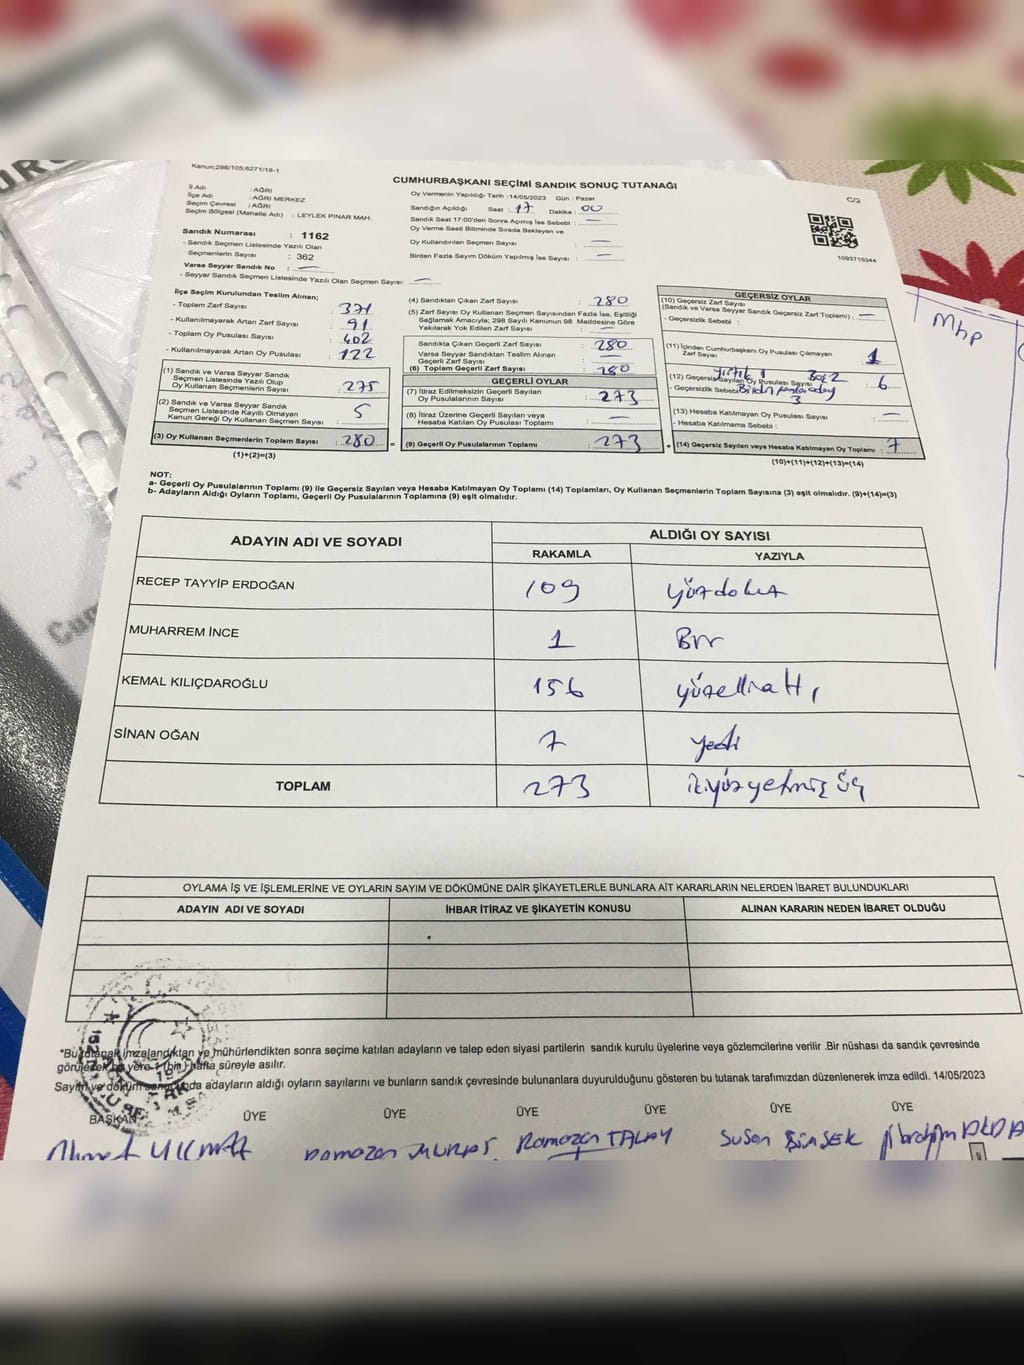 Kanun;298/105;6271/18-1
CUMHURBAŞKANI SEÇİMİ SANDIK SONUÇ TUTANAĞI
C/2
İl Adı : AĞRI
İlçe Adı : AĞRI MERKEZ
Seçim Çevresi : AĞRI
Seçim Bölgesi (Mahalle Adı) : LEYLEK PINAR MAH.
Sandık Numarası : 1162
- Sandık Seçmen Listesinde Yazılı Olan
Seçmenlerin Sayısı : 362
Varsa Seyyar Sandık No : —
- Seyyar Sandık Seçmen Listesinde Yazılı Olan Seçmen Sayısı: —
Oy Vermenin Yapıldığı Tarih :14/05/2023 Gün : Pazar
Sandığın Açıldığı Saat : 17 Dakika : 00
Sandık Saat 17:00'den Sonra Açılmış İse Sebebi : —
Oy Verme Saati Bitiminde Sırada Bekleyen ve
Oy Kullandırılan Seçmen Sayısı : —
Birden Fazla Sayım Döküm Yapılmış İse Sayısı : —
1093715344
İlçe Seçim Kurulundan Teslim Alınan;
- Toplam Zarf Sayısı : 371
- Kullanılmayarak Artan Zarf Sayısı : 91
- Toplam Oy Pusulası Sayısı : 402
- Kullanılmayarak Artan Oy Pusulası : 122
(1) Sandık ve Varsa Seyyar Sandık
Seçmen Listesinde Yazılı Olup
Oy Kullanan Seçmenlerin Sayısı : 275
(2) Sandık ve Varsa Seyyar Sandık
Seçmen Listesinde Kayıtlı Olmayan
Kanun Gereği Oy Kullanan Seçmen Sayısı : 5
(3) Oy Kullanan Seçmenlerin Toplam Sayısı : 280 =
(1)+(2)=(3)
(4) Sandıktan Çıkan Zarf Sayısı : 280
(5) Zarf Sayısı Oy Kullanan Seçmen Sayısından Fazla İse, Eşitliği
Sağlamak Amacıyla; 298 Sayılı Kanunun 98. Maddesine Göre
Yakılarak Yok Edilen Zarf Sayısı : —
Sandıkta Çıkan Geçerli Zarf Sayısı : 280
Varsa Seyyar Sandıktan Teslim Alınan
Geçerli Zarf Sayısı : —
(6) Toplam Geçerli Zarf Sayısı : 280
GEÇERLİ OYLAR
(7) İtiraz Edilmeksizin Geçerli Sayılan
Oy Pusulalarının Sayısı : 273
(8) İtiraz Üzerine Geçerli Sayılan veya
Hesaba Katılan Oy Pusulası Sayısı : —
(9) Geçerli Oy Pusulalarının Toplamı : 273 +
GEÇERSİZ OYLAR
(10) Geçersiz Zarf Sayısı
(Sandık ve Varsa Seyyar Sandık Geçersiz Zarf Toplamı) : —
- Geçersizlik Sebebi :
(11) İçinden Cumhurbaşkanı Oy Pusulası Çıkmayan
Zarf Sayısı : 1
(12) Geçersiz Sayılan Oy Pusulası Sayısı : 6
- Geçersizlik Sebebi:
Yırtık 1 Boş 2
3
(13) Hesaba Katılmayan Oy Pusulası Sayısı : —
- Hesaba Katılmama Sebebi :
(14) Geçersiz Sayılan veya Hesaba Katılmayan Oy Toplamı : 7
(10)+(11)+(12)+(13)=(14)
Mhp
NOT:
a- Geçerli Oy Pusulalarının Toplamı (9) ile Geçersiz Sayılan veya Hesaba Katılmayan Oy Toplamı (14) Toplamları, Oy Kullanan Seçmenlerin Toplam Sayısına (3) eşit olmalıdır. (9)+(14)=(3)
b- Adayların Aldığı Oyların Toplamı, Geçerli Oy Pusulalarının Toplamına (9) eşit olmalıdır.
ADAYIN ADI VE SOYADI
ALDIĞI OY SAYISI
RAKAMLA YAZIYLA
RECEP TAYYİP ERDOĞAN 109 yüzdokuz
MUHARREM İNCE 1 Bir
KEMAL KILIÇDAROĞLU 156 yüzelliraltı
SİNAN OĞAN 7 yedi
TOPLAM 273 ikiyüzyetmiş üç
OYLAMA İŞ VE İŞLEMLERİNE VE OYLARIN SAYIM VE DÖKÜMÜNE DAİR ŞİKAYETLERLE BUNLARA AİT KARARLARIN NELERDEN İBARET BULUNDUKLARI
ADAYIN ADI VE SOYADI İHBAR İTİRAZ VE ŞİKAYETİN KONUSU ALINAN KARARIN NEDEN İBARET OLDUĞU
*Bu tutanak imzalandıktan ve mühürlendikten sonra seçime katılan adayların ve talep eden siyasi partilerin sandık kurulu üyelerine veya gözlemcilerine verilir .Bir nüshası da sandık çevresinde
görülecek bir yere 1 (bir) hafta süreyle asılır.
Sayım ve döküm sonucunda adayların aldığı oyların sayılarını ve bunların sandık çevresinde bulunanlara duyurulduğunu gösteren bu tutanak tarafımızdan düzenlenerek imza edildi. 14/05/2023
BAŞKAN ÜYE ÜYE ÜYE ÜYE ÜYE ÜYE
Ahmet Ramazan Ramazan TALAY Susen ŞİMŞEK İbrahim